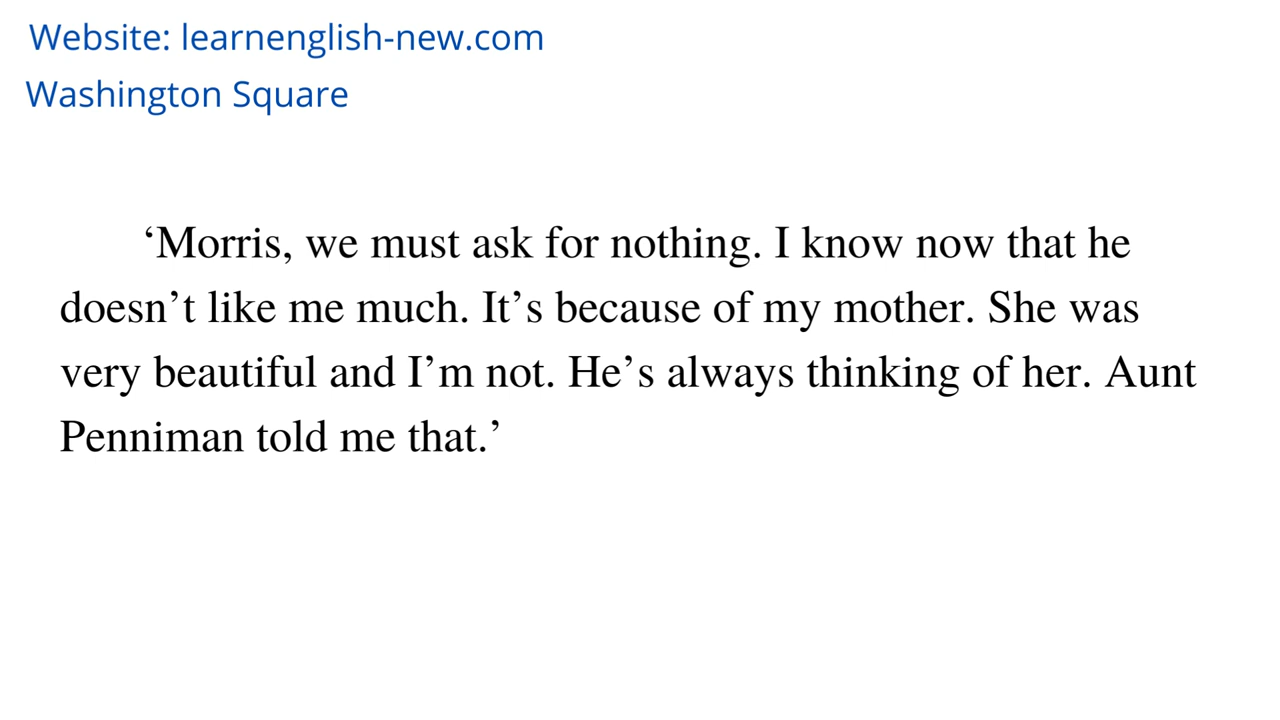 Website: learnenglish-new.com
Washington Square
‘Morris, we must ask for nothing. I know now that he
doesn’t like me much. It’s because of my mother. She was
very beautiful and I’m not. He’s always thinking of her. Aunt
Penniman told me that.’